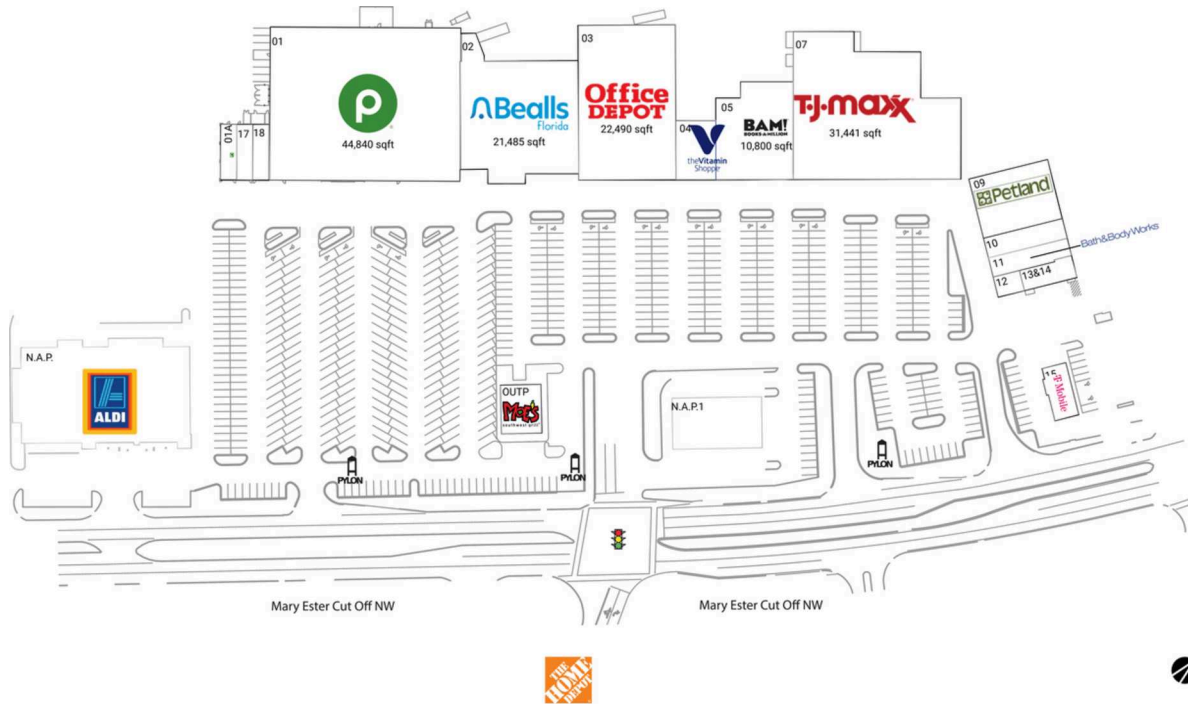 01
02
03
07
01A
17
18
P
44,840 sqft
Bealls
Florida
21,485 sqft
Office
DEPOT
22,490 sqft
04
theVitamin
Shoppe
05
BAM!
BOOKS-A-MILLION
10,800 sqft
T.J.maxx
31,441 sqft
09
Petland
10
11
Bath&BodyWorks
12
13&14
N.A.P.
ALDI
OUTP
MOE'S
southwest grill
N.A.P.1
15
T Mobile
PYLON
PYLON
PYLON
Mary Ester Cut Off NW
Mary Ester Cut Off NW
THE
HOME
DEPOT